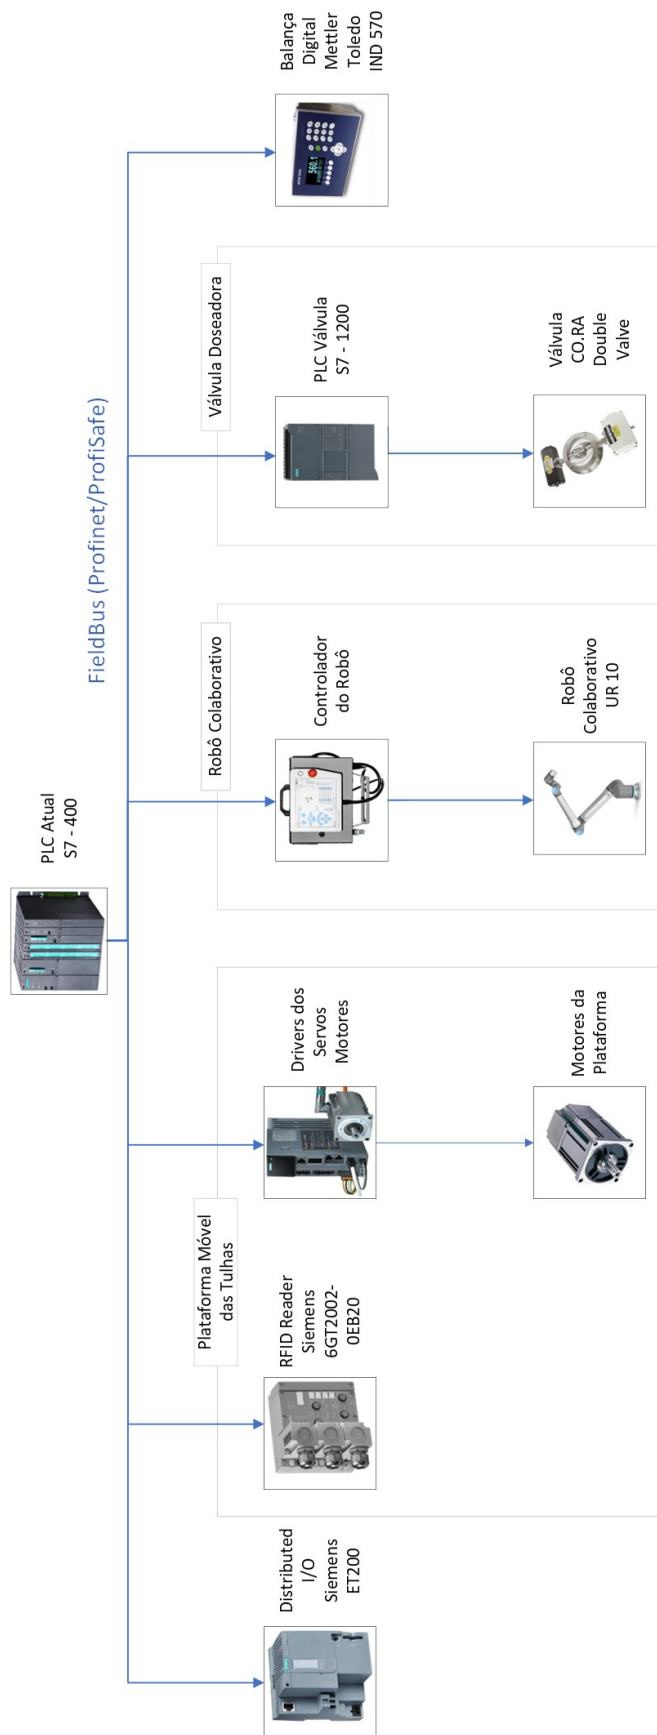 PLC Atual
S7 - 400
FieldBus (Profinet/ProfiSafe)
Distributed
I/O
Siemens
ET200
Plataforma Móvel
das Tulhas
RFID Reader
Siemens
6GT2002-
0EB20
Drivers dos
Servos
Motores
Motores da
Plataforma
Robô Colaborativo
Controlador
do Robô
Robô
Colaborativo
UR 10
Válvula Doseadora
PLC Válvula
S7 - 1200
Válvula
CO.RA
Double
Valve
Balança
Digital
Mettler
Toledo
IND 570
560.1